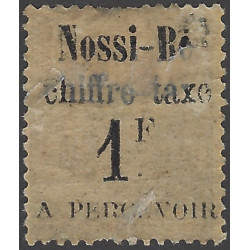 Nossi-Bé
chiffre-taxe
1F
A PERCEVOIR